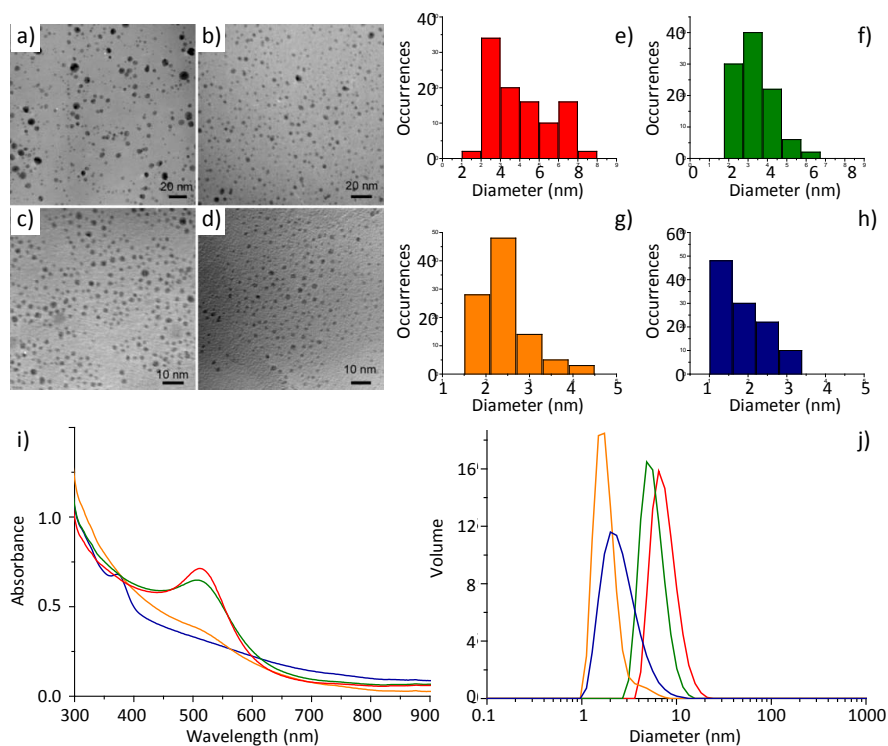 a)
b)
20 nm
20 nm
c)
d)
10 nm
10 nm
e)
40
20
0
Occurrences
2 4 6 8
Diameter (nm)
f)
40
20
0
Occurrences
0 2 4 6 8
Diameter (nm)
g)
40
20
0
Occurrences
1 2 3 4 5
Diameter (nm)
h)
60
40
20
0
Occurrences
1 2 3 4 5
Diameter (nm)
i)
1.0
0.5
0.0
Absorbance
300 400 500 600 700 800 900
Wavelength (nm)
j)
16
12
8
4
0
Volume
0.1 1 10 100 1000
Diameter (nm)